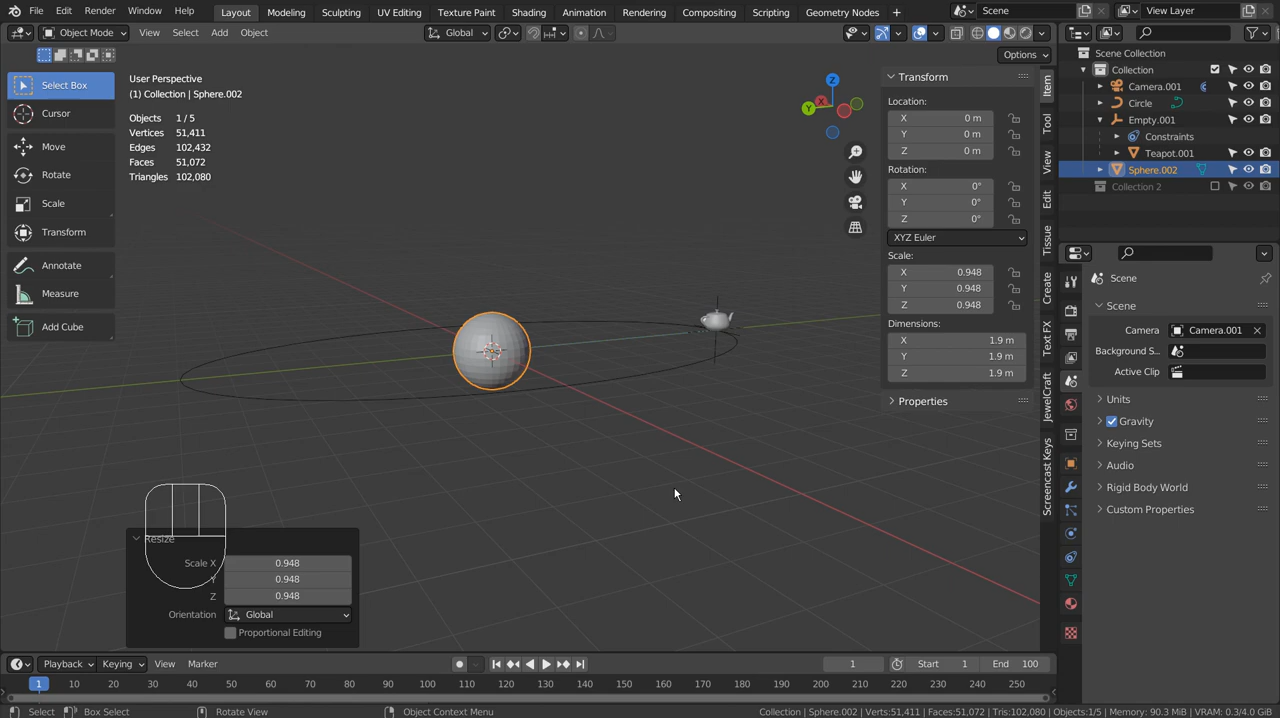 File Edit Render Window Help Layout Modeling Sculpting UV Editing Texture Paint Shading Animation Rendering Compositing Scripting Geometry Nodes + Scene View Layer
Object Mode View Select Add Object Global
Options
Select Box
Cursor
Move
Rotate
Scale
Transform
Annotate
Measure
Add Cube
User Perspective
(1) Collection | Sphere.002
Objects 1 / 5
Vertices 51,411
Edges 102,432
Faces 51,072
Triangles 102,080
Z
Y
X
Transform
Location:
X 0 m
Y 0 m
Z 0 m
Rotation:
X 0°
Y 0°
Z 0°
XYZ Euler
Scale:
X 0.948
Y 0.948
Z 0.948
Dimensions:
X 1.9 m
Y 1.9 m
Z 1.9 m
Properties
Item
Tool
View
Edit
Tissue
Create
Text FX
JewelCraft
Screencast Keys
Scene Collection
Collection
Camera.001
Circle
Empty.001
Constraints
Teapot.001
Sphere.002
Collection 2
Scene
Scene
Camera Camera.001
Background S...
Active Clip
Units
Gravity
Keying Sets
Audio
Rigid Body World
Custom Properties
Resize
Scale X 0.948
Y 0.948
Z 0.948
Orientation Global
Proportional Editing
Playback Keying View Marker 1 Start 1 End 100
1 10 20 30 40 50 60 70 80 90 100 110 120 130 140 150 160 170 180 190 200 210 220 230 240 250
Select Box Select Rotate View Object Context Menu Collection | Sphere.002 | Verts:51,411 | Faces:51,072 | Tris:102,080 | Objects:1/5 | Memory: 90.3 MiB | VRAM: 0.3/4.0 GiB